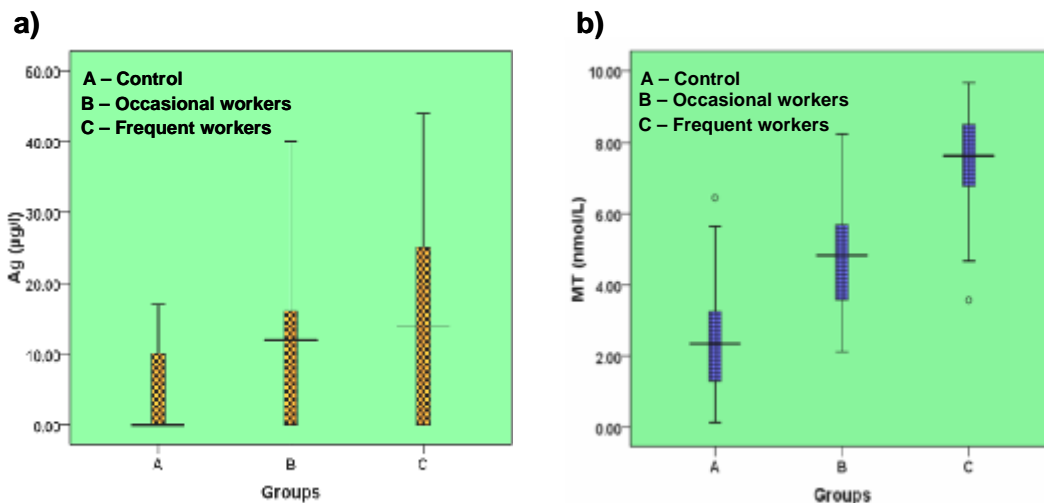 a)
60.00
A – Control
B – Occasional workers
C – Frequent workers
40.00
30.00
20.00
10.00
0.00
Ag (µg/l)
A
B
C
Groups
b)
10.00
A – Control
B – Occasional workers
C – Frequent workers
8.00
6.00
4.00
2.00
0.00
MT (nmol/L)
A
B
C
Groups